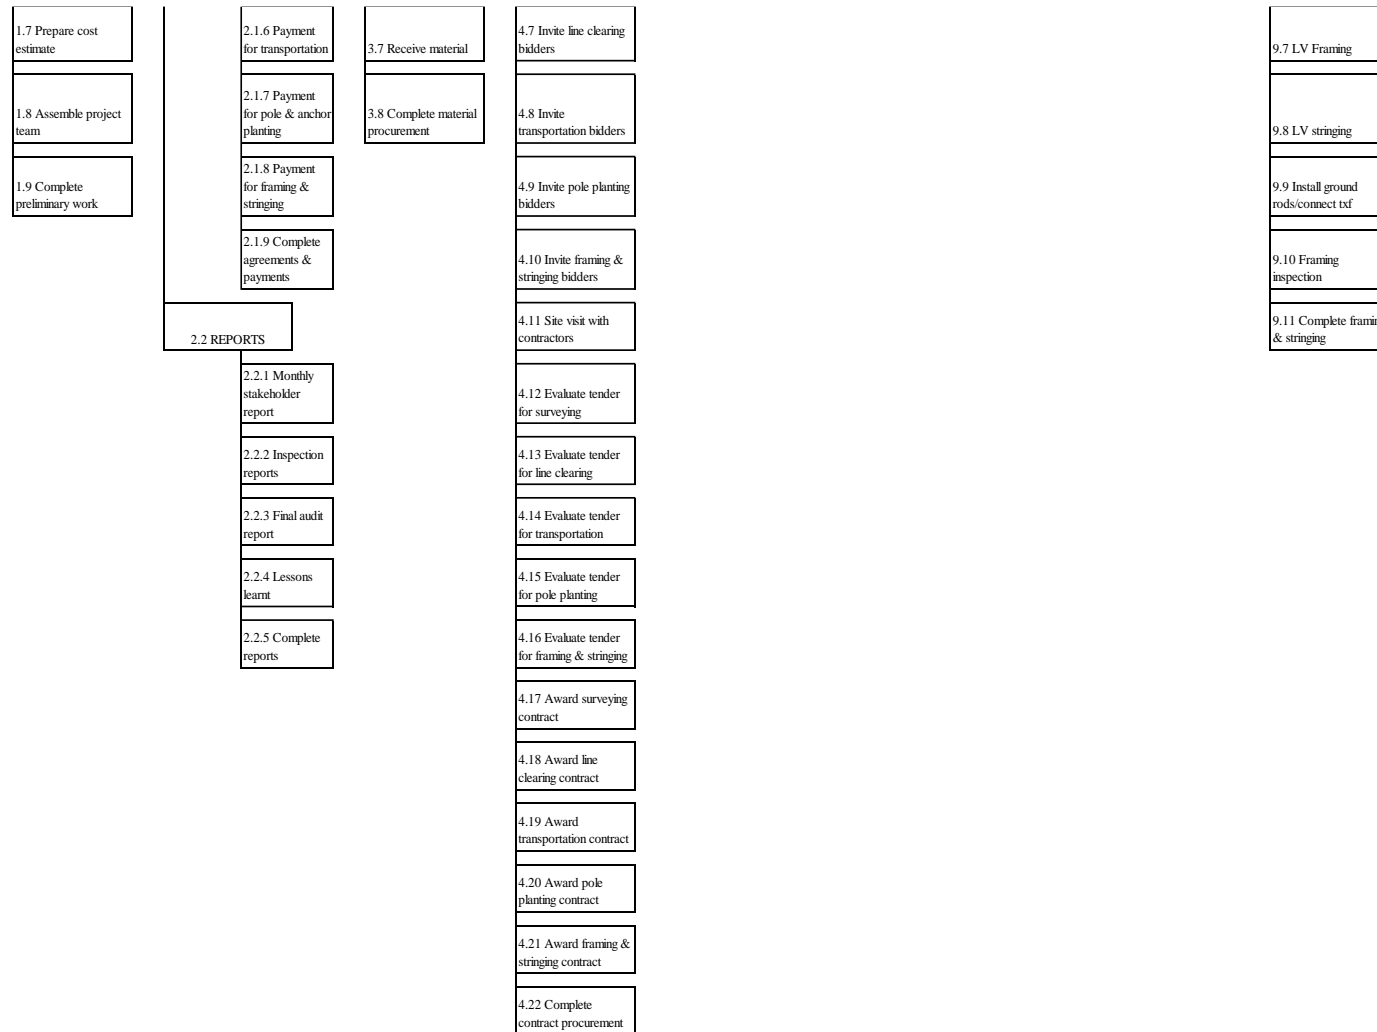 1.7 Prepare cost
estimate
1.8 Assemble project
team
1.9 Complete
preliminary work
2.1.6 Payment
for transportation
2.1.7 Payment
for pole & anchor
planting
2.1.8 Payment
for framing &
stringing
2.1.9 Complete
agreements &
payments
2.2 REPORTS
2.2.1 Monthly
stakeholder
report
2.2.2 Inspection
reports
2.2.3 Final audit
report
2.2.4 Lessons
learnt
2.2.5 Complete
reports
3.7 Receive material
3.8 Complete material
procurement
4.7 Invite line clearing
bidders
4.8 Invite
transportation bidders
4.9 Invite pole planting
bidders
4.10 Invite framing &
stringing bidders
4.11 Site visit with
contractors
4.12 Evaluate tender
for surveying
4.13 Evaluate tender
for line clearing
4.14 Evaluate tender
for transportation
4.15 Evaluate tender
for pole planting
4.16 Evaluate tender
for framing & stringing
4.17 Award surveying
contract
4.18 Award line
clearing contract
4.19 Award
transportation contract
4.20 Award pole
planting contract
4.21 Award framing &
stringing contract
4.22 Complete
contract procurement
9.7 LV Framing
9.8 LV stringing
9.9 Install ground
rods/connect txf
9.10 Framing
inspection
9.11 Complete framin
& stringing